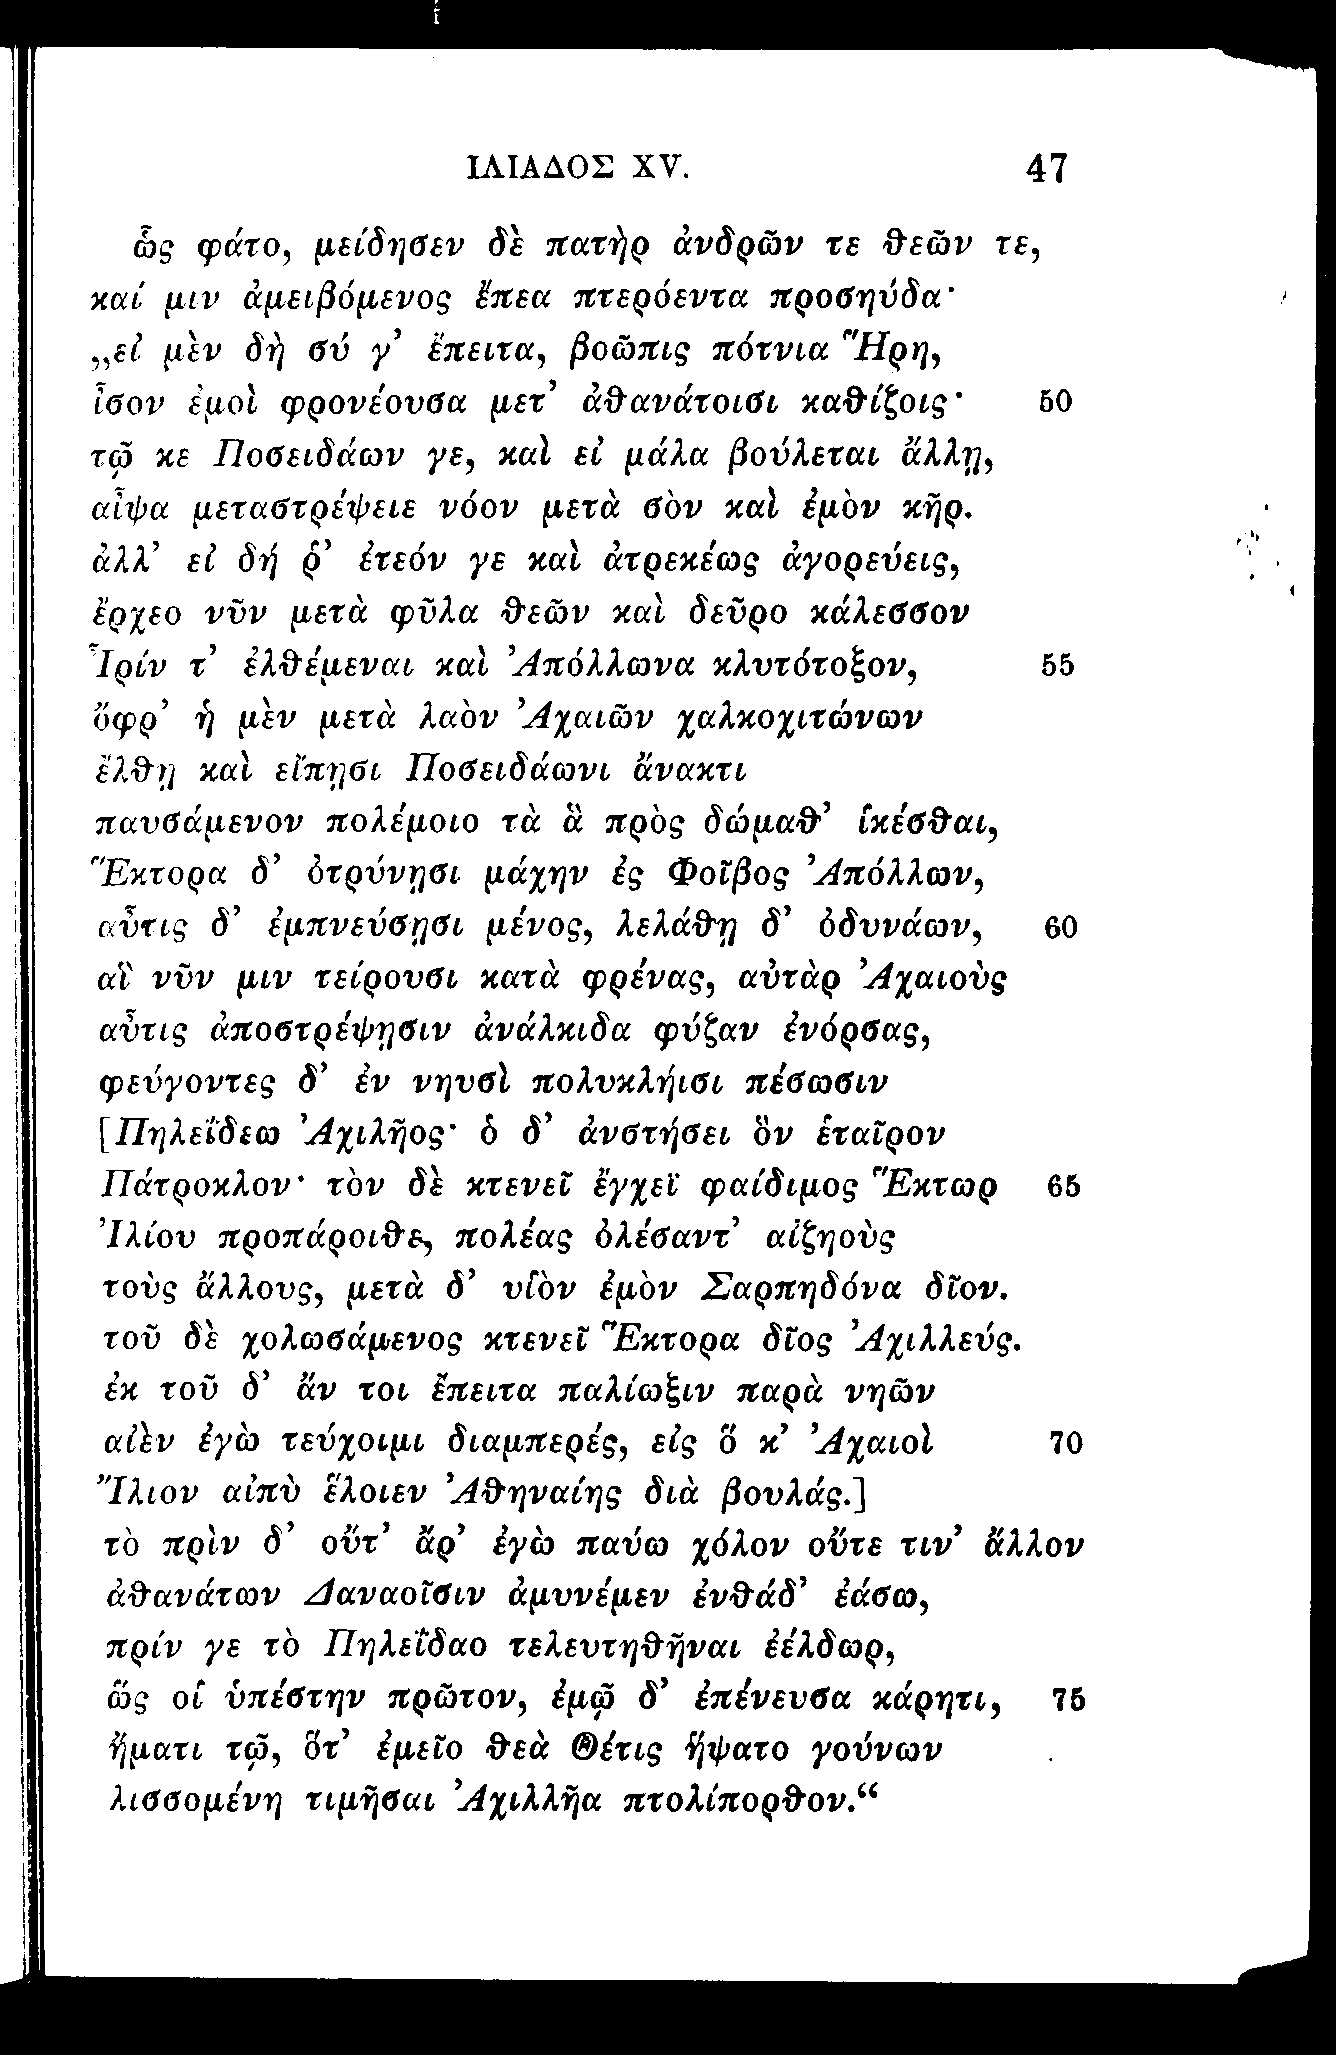 ΙΛΙΑΔΟΣ XV. 47
ὣς φάτο, μείδησεν δὲ πατὴρ ἀνδρῶν τε θεῶν τε,
καί μιν ἀμειβόμενος ἔπεα πτερόεντα προσηύδα·
„εἰ μὲν δὴ σύ γ’ ἔπειτα, βοῶπις πότνια Ἥρη,
ἶσον ἐμοὶ φρονέουσα μετ’ ἀθανάτοισι καθίζοις· 50
τῷ κε Ποσειδάων γε, καὶ εἰ μάλα βούλεται ἄλλῃ,
αἶψα μεταστρέψειε νόον μετὰ σὸν καὶ ἐμὸν κῆρ.
ἀλλ’ εἰ δή ῥ’ ἐτεόν γε καὶ ἀτρεκέως ἀγορεύεις,
ἔρχεο νῦν μετὰ φῦλα θεῶν καὶ δεῦρο κάλεσσον
Ἶρίν τ’ ἐλθέμεναι καὶ Ἀπόλλωνα κλυτότοξον, 55
ὄφρ’ ἡ μὲν μετὰ λαὸν Ἀχαιῶν χαλκοχιτώνων
ἔλθῃ καὶ εἴπῃσι Ποσειδάωνι ἄνακτι
παυσάμενον πολέμοιο τὰ ἃ πρὸς δώμαθ’ ἱκέσθαι,
Ἕκτορα δ’ ὀτρύνῃσι μάχην ἐς Φοῖβος Ἀπόλλων,
αὖτις δ’ ἐμπνεύσῃσι μένος, λελάθῃ δ’ ὀδυνάων, 60
αἳ νῦν μιν τείρουσι κατὰ φρένας, αὐτὰρ Ἀχαιοὺς
αὖτις ἀποστρέψῃσιν ἀνάλκιδα φύζαν ἐνόρσας,
φεύγοντες δ’ ἐν νηυσὶ πολυκλήισι πέσωσιν
[Πηλεΐδεω Ἀχιλῆος· ὁ δ’ ἀνστήσει ὃν ἑταῖρον
Πάτροκλον· τὸν δὲ κτενεῖ ἔγχεϊ φαίδιμος Ἕκτωρ 65
Ἰλίου προπάροιθε, πολέας ὀλέσαντ’ αἰζηοὺς
τοὺς ἄλλους, μετὰ δ’ υἱὸν ἐμὸν Σαρπηδόνα δῖον.
τοῦ δὲ χολωσάμενος κτενεῖ Ἕκτορα δῖος Ἀχιλλεύς.
ἐκ τοῦ δ’ ἄν τοι ἔπειτα παλίωξιν παρὰ νηῶν
αἰὲν ἐγὼ τεύχοιμι διαμπερές, εἰς ὅ κ’ Ἀχαιοὶ 70
Ἴλιον αἰπὺ ἕλοιεν Ἀθηναίης διὰ βουλάς.]
τὸ πρὶν δ’ οὔτ’ ἄρ’ ἐγὼ παύω χόλον οὔτε τιν’ ἄλλον
ἀθανάτων Δαναοῖσιν ἀμυνέμεν ἐνθάδ’ ἐάσω,
πρίν γε τὸ Πηλεΐδαο τελευτηθῆναι ἐέλδωρ,
ὥς οἱ ὑπέστην πρῶτον, ἐμῷ δ’ ἐπένευσα κάρητι, 75
ἤματι τῷ, ὅτ’ ἐμεῖο θεὰ Θέτις ἥψατο γούνων
λισσομένη τιμῆσαι Ἀχιλλῆα πτολίπορθον.“